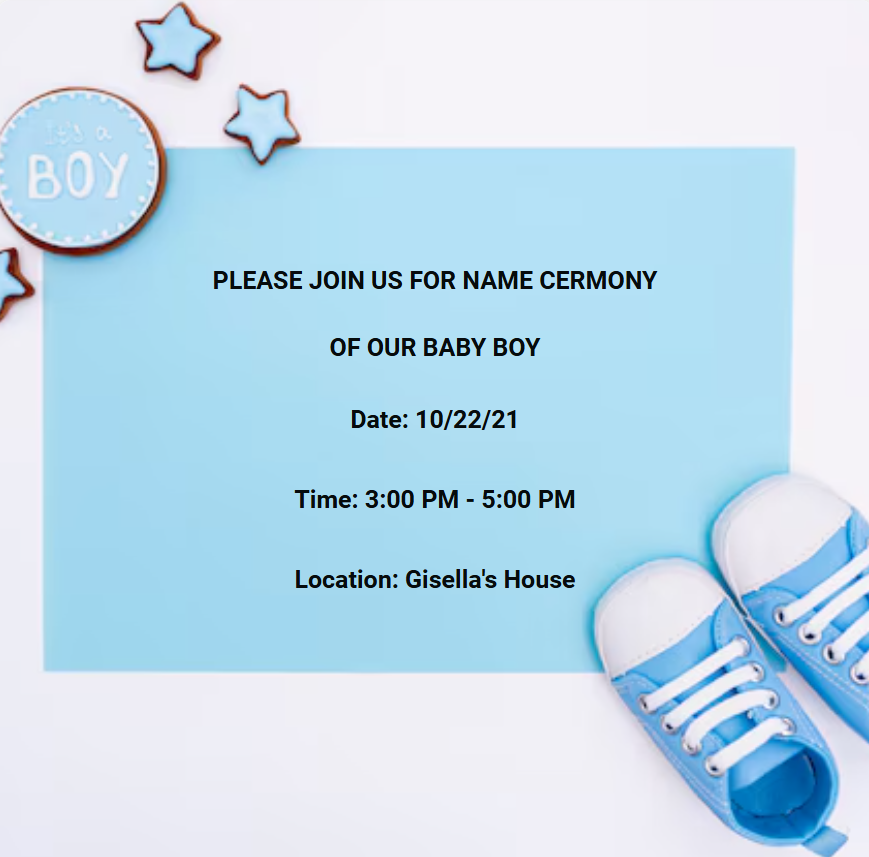 It's a
BOY
PLEASE JOIN US FOR NAME CERMONY
OF OUR BABY BOY
Date: 10/22/21
Time: 3:00 PM - 5:00 PM
Location: Gisella's House